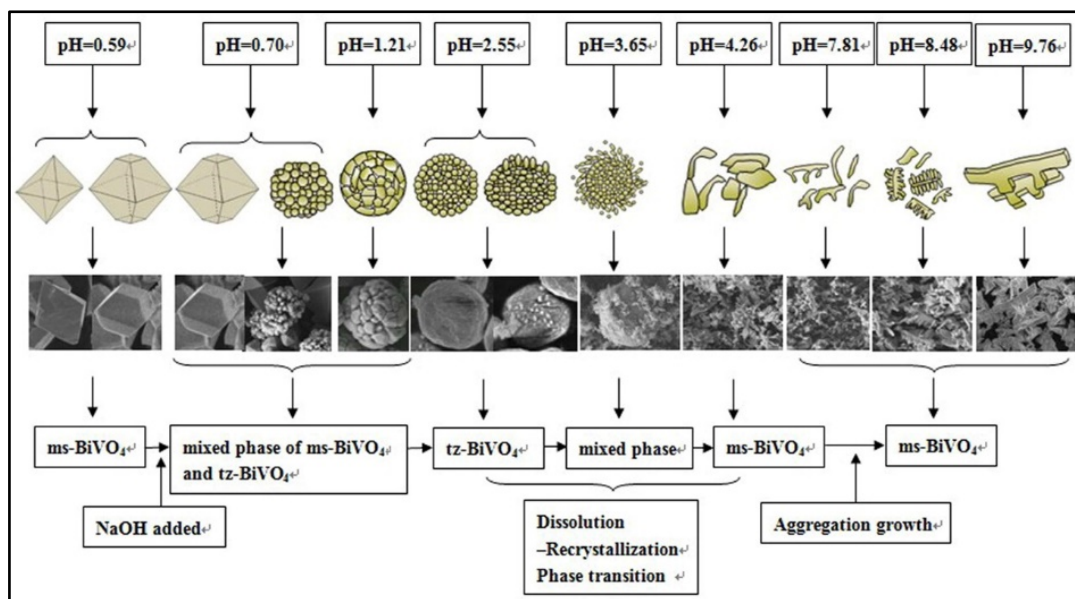 pH=0.59↵
pH=0.70↵
pH=1.21↵
pH=2.55↵
pH=3.65↵
pH=4.26↵
pH=7.81↵
pH=8.48↵
pH=9.76↵
ms-BiVO₄↵
mixed phase of ms-BiVO₄↵
and tz-BiVO₄↵
tz-BiVO₄↵
mixed phase↵
ms-BiVO₄↵
ms-BiVO₄↵
NaOH added↵
Dissolution
–Recrystallization↵
Phase transition ↵
Aggregation growth↵